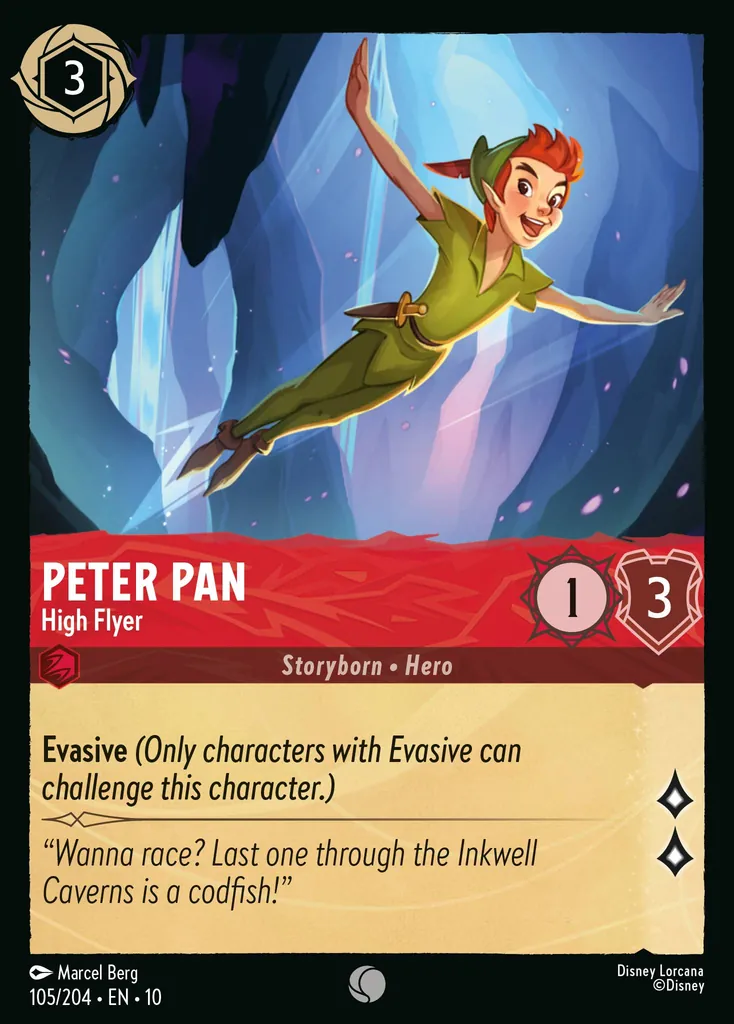 3
PETER PAN
High Flyer
1
3
Storyborn • Hero
Evasive (Only characters with Evasive can
challenge this character.)
“Wanna race? Last one through the Inkwell
Caverns is a codfish!”
Marcel Berg
105/204 • EN • 10
Disney Lorcana
©Disney